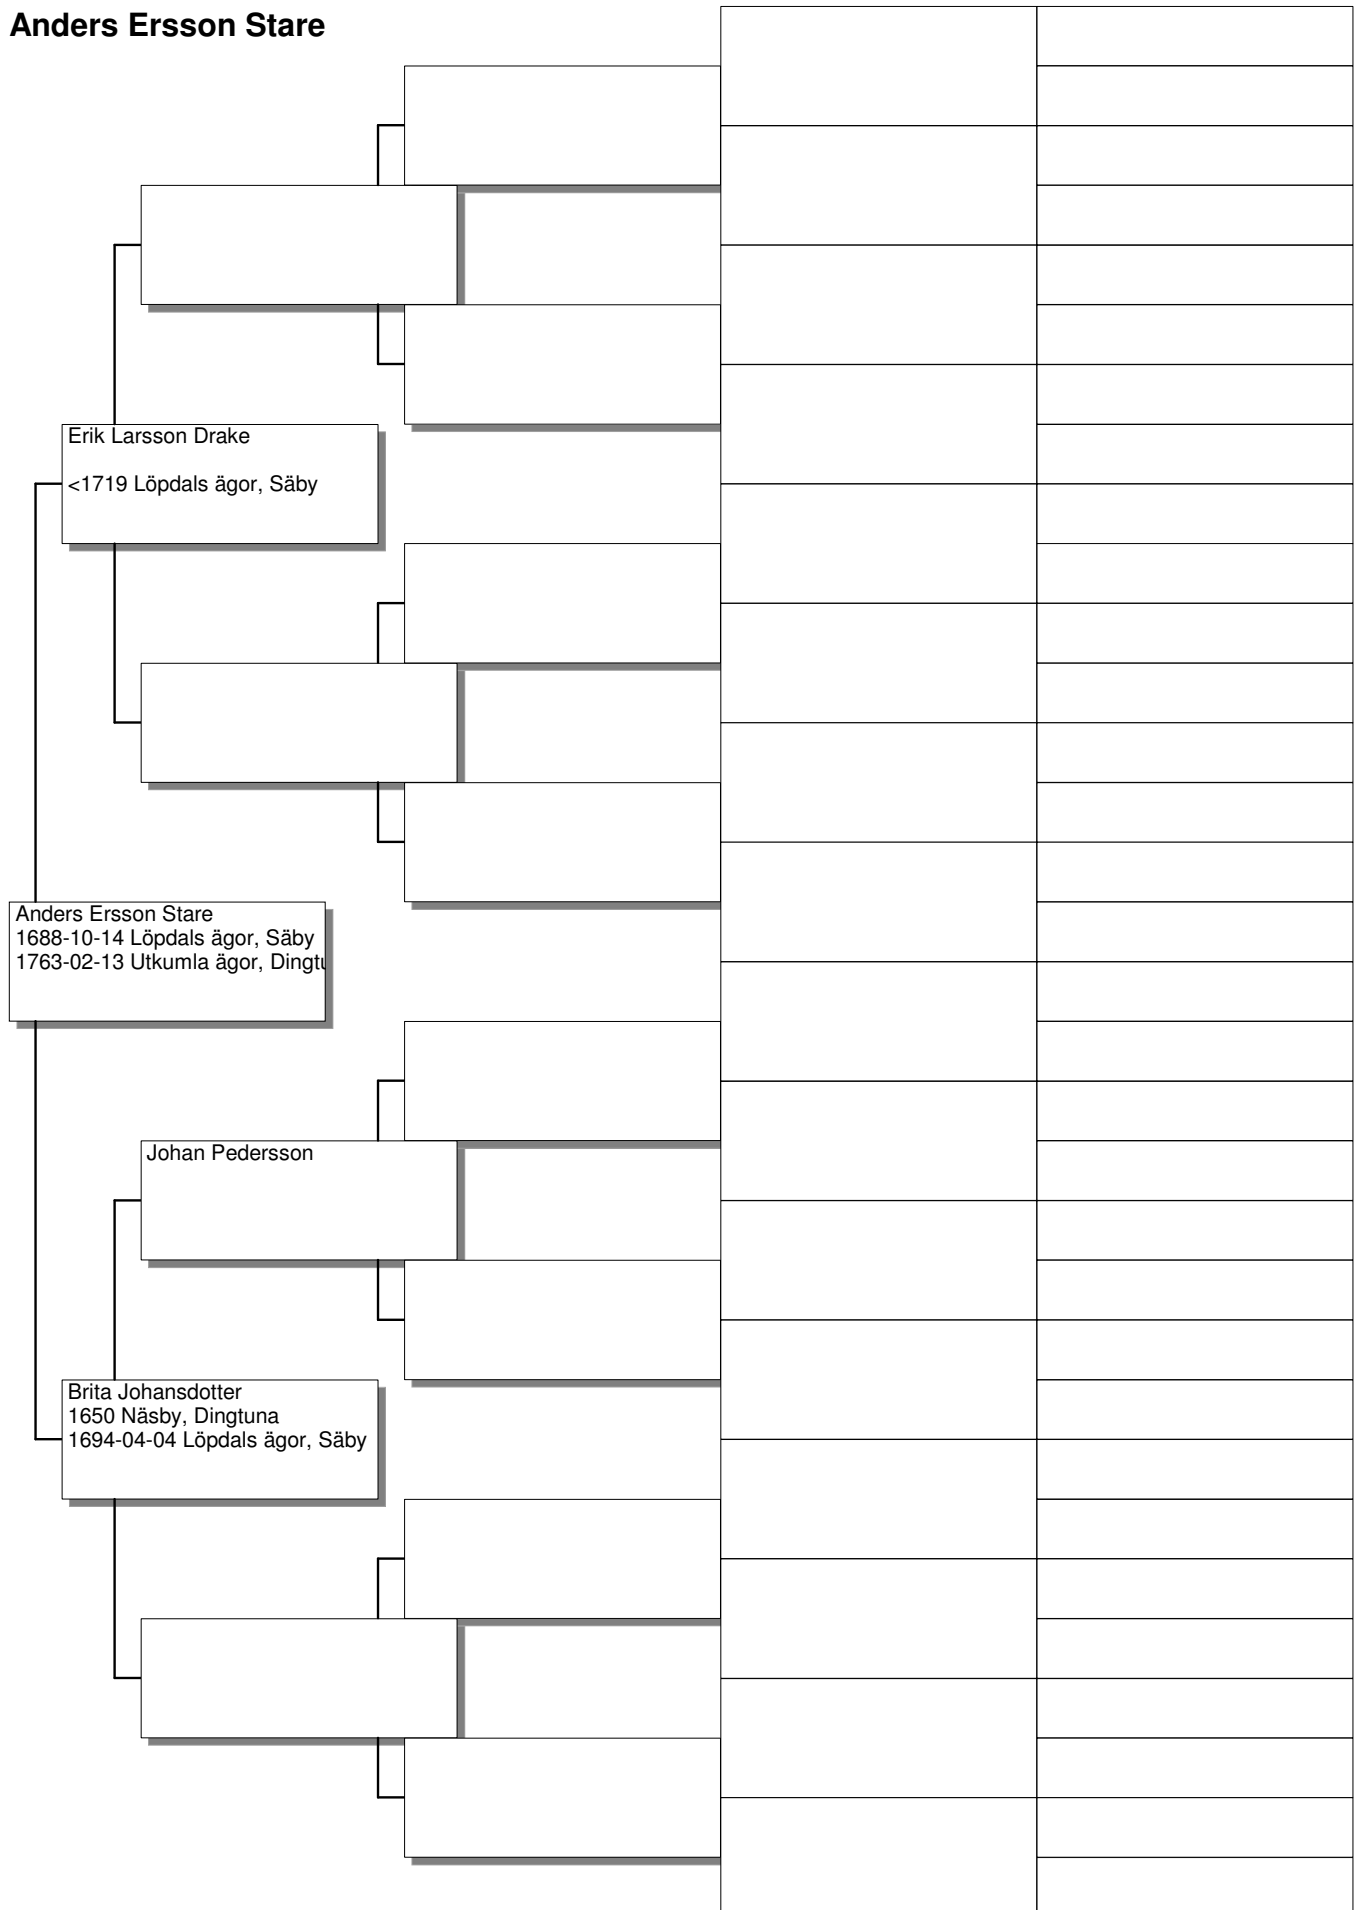 Anders Ersson Stare
Erik Larsson Drake
<1719 Löpdals ägor, Säby
Anders Ersson Stare
1688-10-14 Löpdals ägor, Säby
1763-02-13 Utkumla ägor, Dingtu
Johan Pedersson
Brita Johansdotter
1650 Näsby, Dingtuna
1694-04-04 Löpdals ägor, Säby